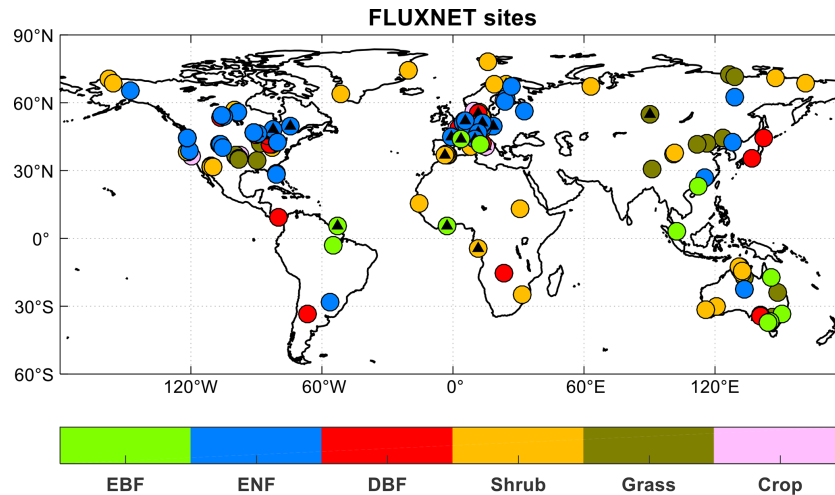 FLUXNET sites
90°N
60°N
30°N
0°
30°S
60°S
120°W 60°W 0° 60°E 120°E
EBF ENF DBF Shrub Grass Crop